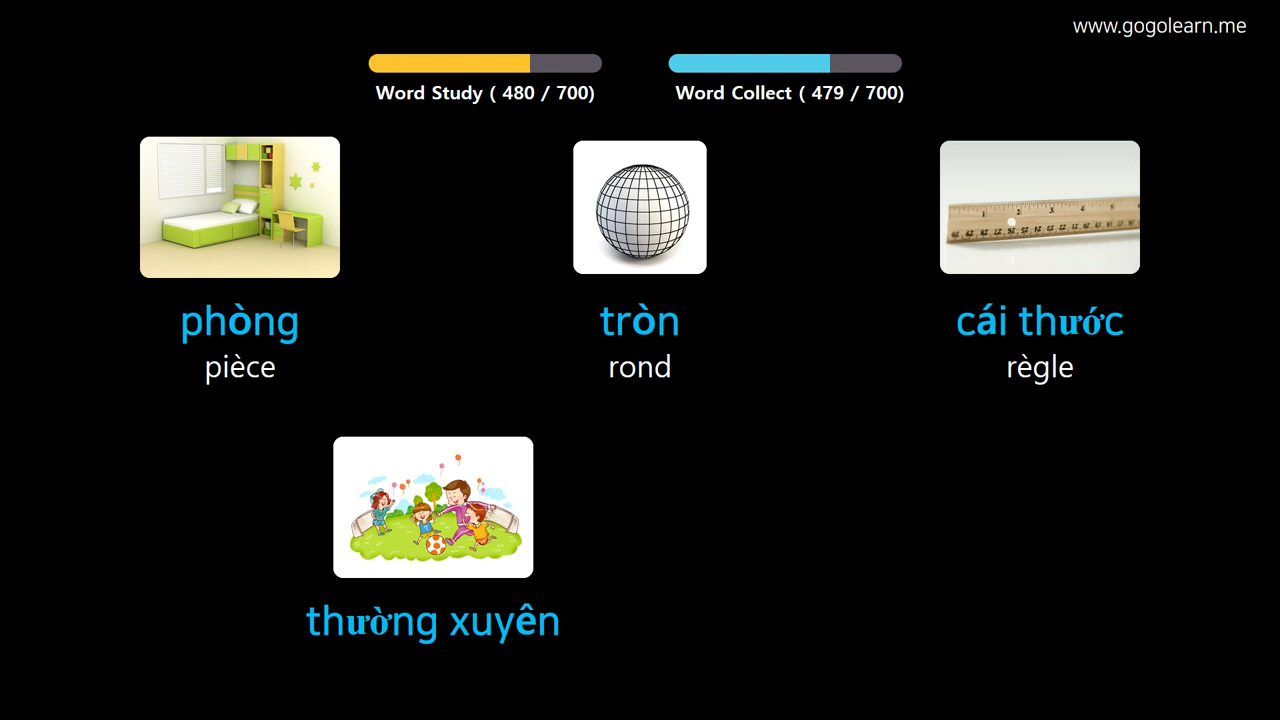 www.gogolearn.me
Word Study ( 480 / 700)
Word Collect ( 479 / 700)
phòng
tròn
cái thước
pièce
rond
règle
thường xuyên